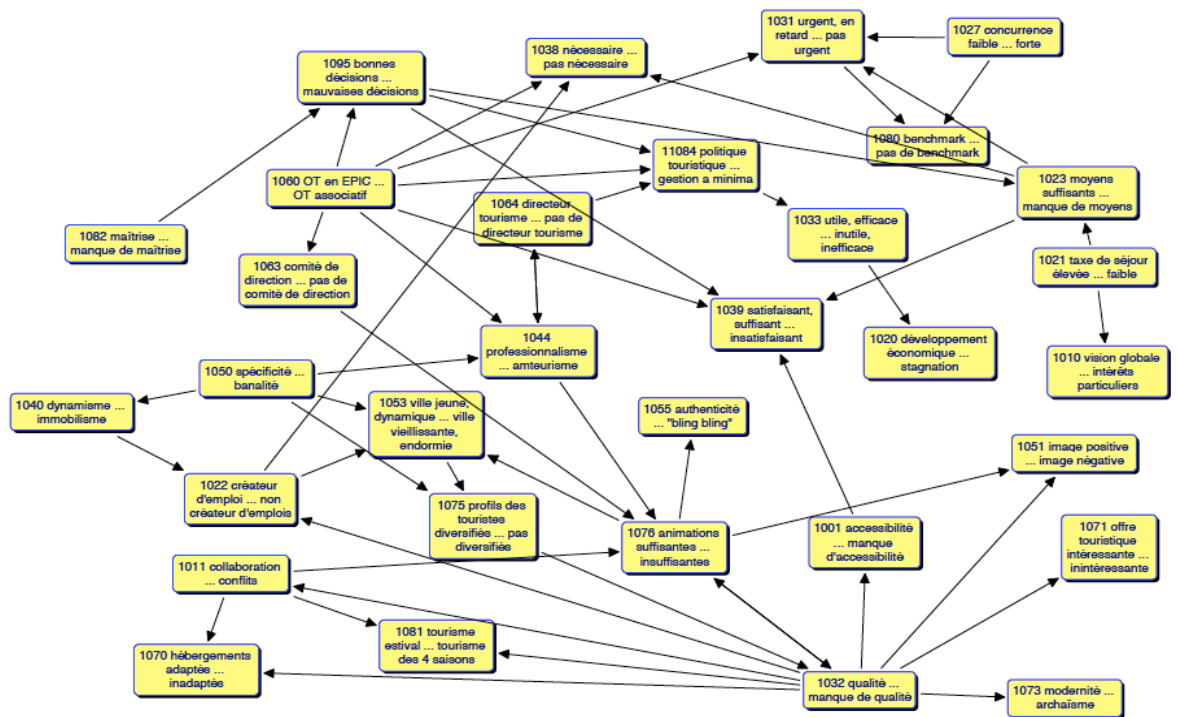 1031 urgent, en
retard ... pas
urgent
1027 concurrence
faible ... forte
1038 nécessaire ...
pas nécessaire
1095 bonnes
décisions ...
mauvaises décisions
1080 benchmark ...
pas de benchmark
11084 politique
touristique ...
gestion a minima
1023 moyens
suffisants ...
manque de moyens
1060 OT en EPIC ...
OT associatif
1064 directeur
tourisme ... pas de
directeur tourisme
1033 utile, efficace
... inutile,
inefficace
1082 maîtrise ...
manque de maîtrise
1063 comité de
direction ... pas de
comité de direction
1021 taxe de séjour
élevée ... faible
1039 satisfaisant,
suffisant ...
insatisfaisant
1044
professionnalisme
... amteurisme
1020 développement
économique ...
stagnation
1010 vision globale
... intérêts
particuliers
1050 spécificité ...
banalité
1040 dynamisme ...
immobilisme
1053 ville jeune,
dynamique ... ville
vieillissante,
endormie
1055 authenticité
... "bling bling"
1051 image positive
... image négative
1022 créateur
d'emploi ... non
créateur d'emplois
1075 profils des
touristes
diversifiés ... pas
diversifiés
1076 animations
suffisantes ...
insuffisantes
1001 accessibilité
... manque
d'accessibilité
1071 offre
touristique
intéressante ...
inintéressante
1011 collaboration
... conflits
1081 tourisme
estival ... tourisme
des 4 saisons
1070 hébergements
adaptés ...
inadaptés
1032 qualité ...
manque de qualité
1073 modernité ...
archaïsme